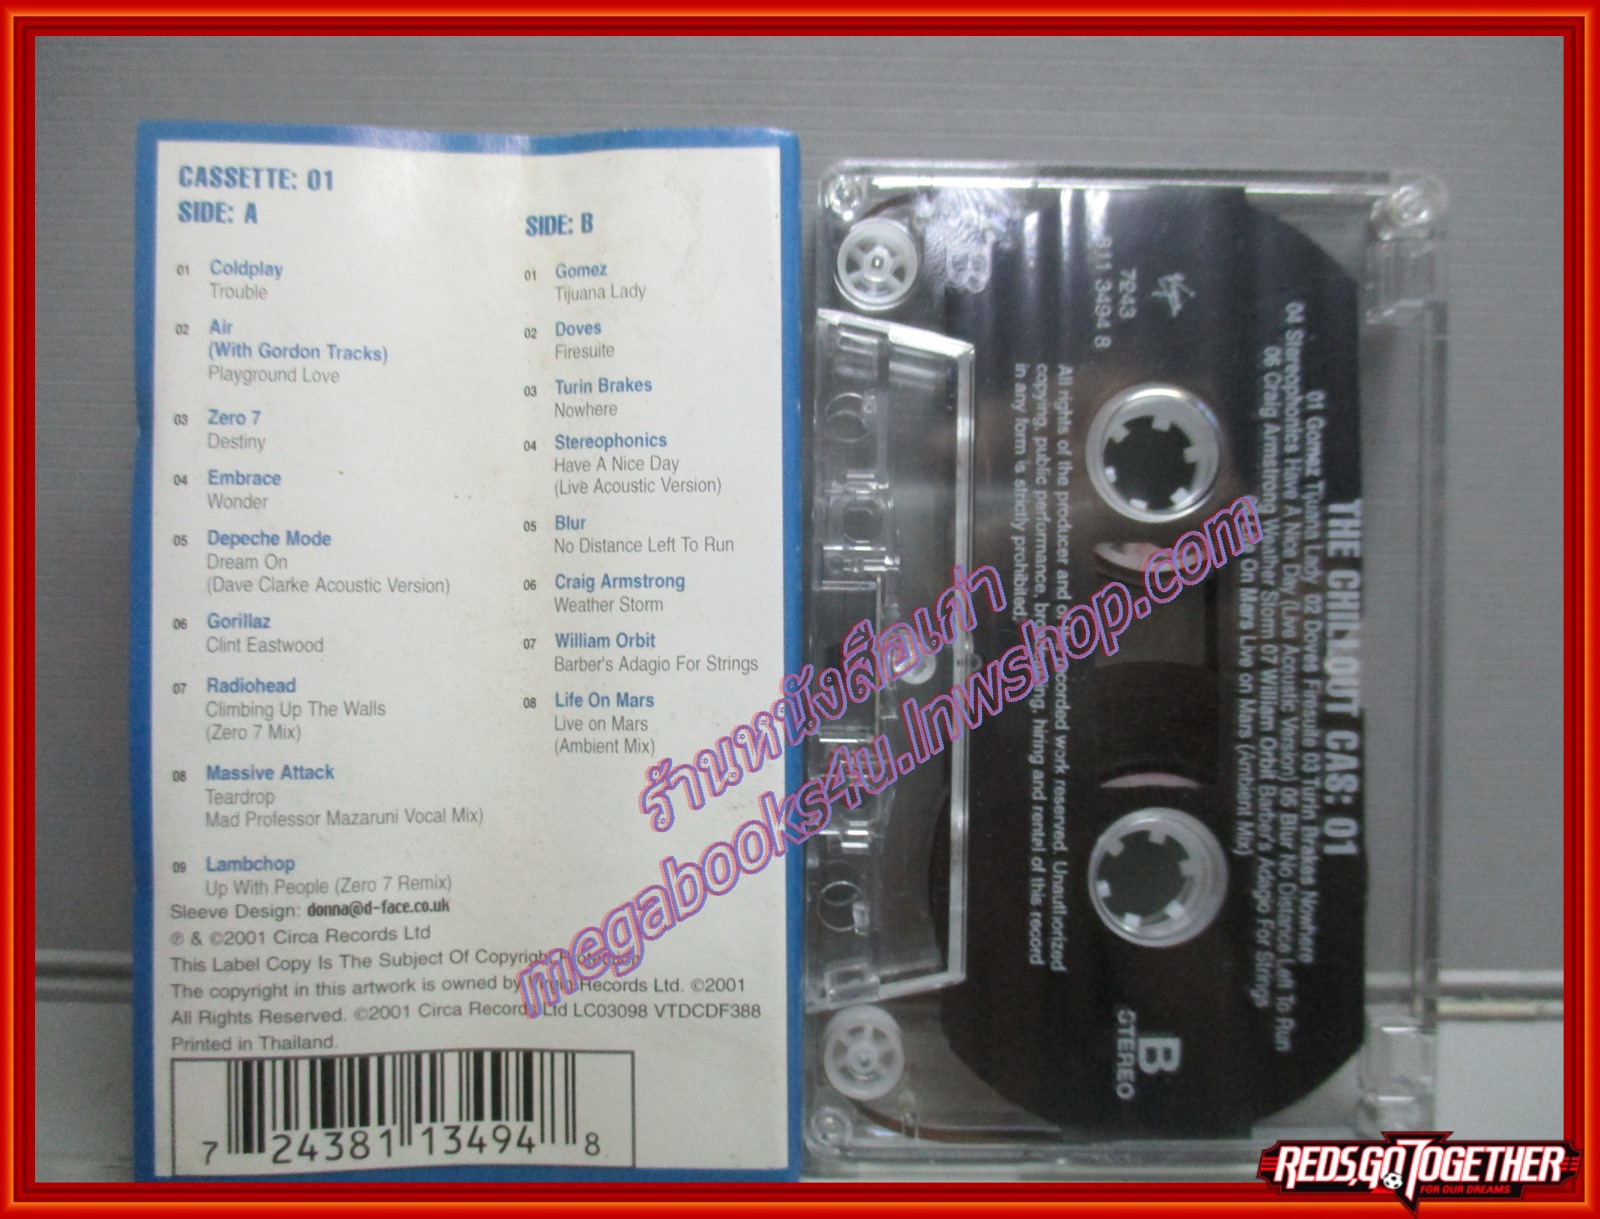 CASSETTE: 01
SIDE: A
01 Coldplay
Trouble
02 Air
(With Gordon Tracks)
Playground Love
03 Zero 7
Destiny
04 Embrace
Wonder
05 Depeche Mode
Dream On
(Dave Clarke Acoustic Version)
06 Gorillaz
Clint Eastwood
07 Radiohead
Climbing Up The Walls
(Zero 7 Mix)
08 Massive Attack
Teardrop
Mad Professor Mazaruni Vocal Mix)
09 Lambchop
Up With People (Zero 7 Remix)
SIDE: B
01 Gomez
Tijuana Lady
02 Doves
Firesuite
03 Turin Brakes
Nowhere
04 Stereophonics
Have A Nice Day
(Live Acoustic Version)
05 Blur
No Distance Left To Run
06 Craig Armstrong
Weather Storm
07 William Orbit
Barber's Adagio For Strings
08 Life On Mars
Live on Mars
(Ambient Mix)
Sleeve Design: donna@d-face.co.uk
℗ & ©2001 Circa Records Ltd
This Label Copy Is The Subject Of Copyright Protection
The copyright in this artwork is owned by Virgin Records Ltd. ©2001
All Rights Reserved. ©2001 Circa Records Ltd LC03098 VTDCDF388
Printed in Thailand.
7 24381 13494 8
THE CHILLOUT CAS: 01
01 Gomez Tijuana Lady 02 Doves Firesuite 03 Turin Brakes Nowhere
04 Stereophonics Have A Nice Day (Live Acoustic Version) 05 Blur No Distance Left To Run
06 Craig Armstrong Weather Storm 07 William Orbit Barber's Adagio For Strings
On Mars Live on Mars (Ambient Mix)
Virgin
7243
811 3494 8
B
STEREO
All rights of the producer and of recorded work reserved. Unauthorized
copying, public performance, broadcasting, hiring and rental of this record
in any form is strictly prohibited.
ร้านหนังสือเก่า
megabooks4u.lnwshop.com
REDS,GO TOGETHER
FOR OUR DREAMS